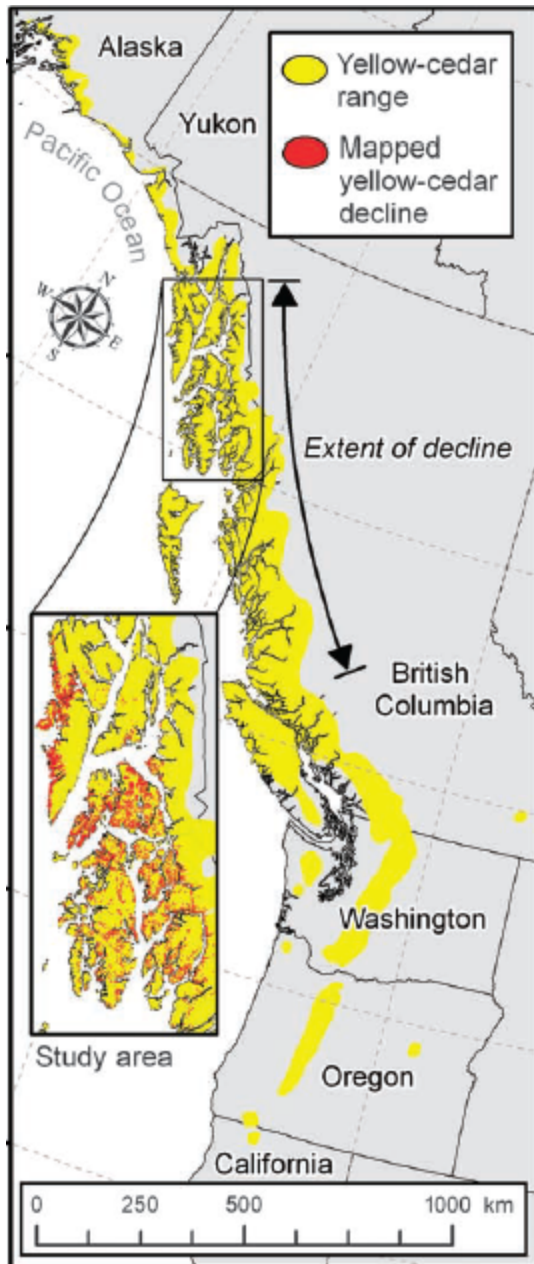 Alaska
Yellow-cedar
range
Yukon
Mapped
yellow-cedar
decline
Pacific Ocean
N
W
E
S
Extent of decline
British
Columbia
Washington
Study area
Oregon
California
0 250 500 1000 km